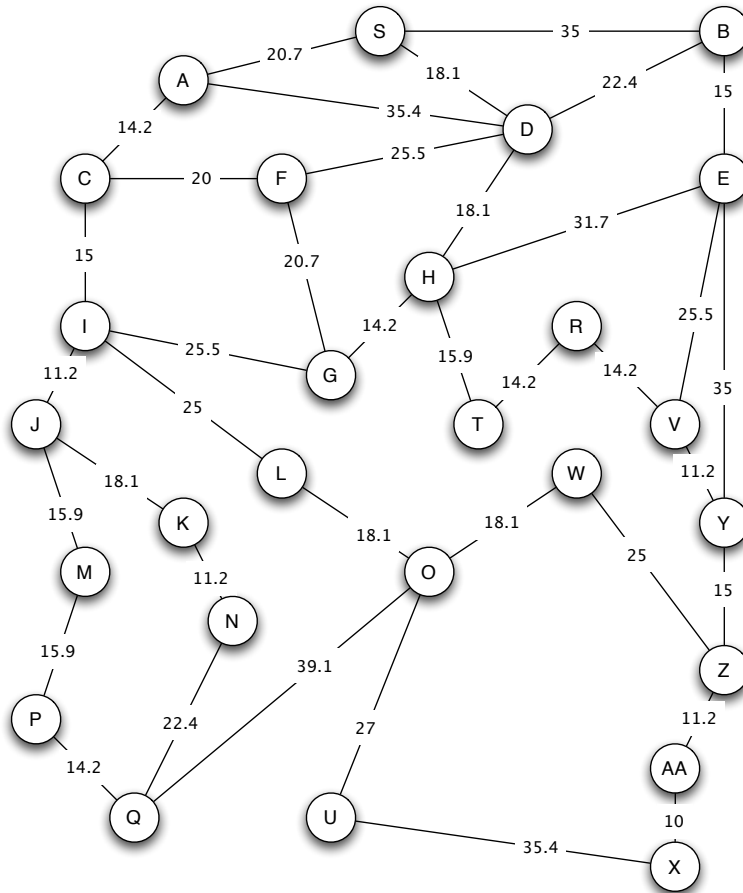 S
35
B
20.7
A
18.1
22.4
15
35.4
D
14.2
25.5
C
20
F
E
18.1
31.7
15
20.7
H
I
14.2
R
25.5
25.5
15.9
14.2
14.2
11.2
G
35
25
J
T
V
L
W
11.2
18.1
15.9
K
18.1
18.1
Y
M
11.2
O
25
15
N
15.9
39.1
Z
P
22.4
27
11.2
14.2
AA
Q
U
10
35.4
X